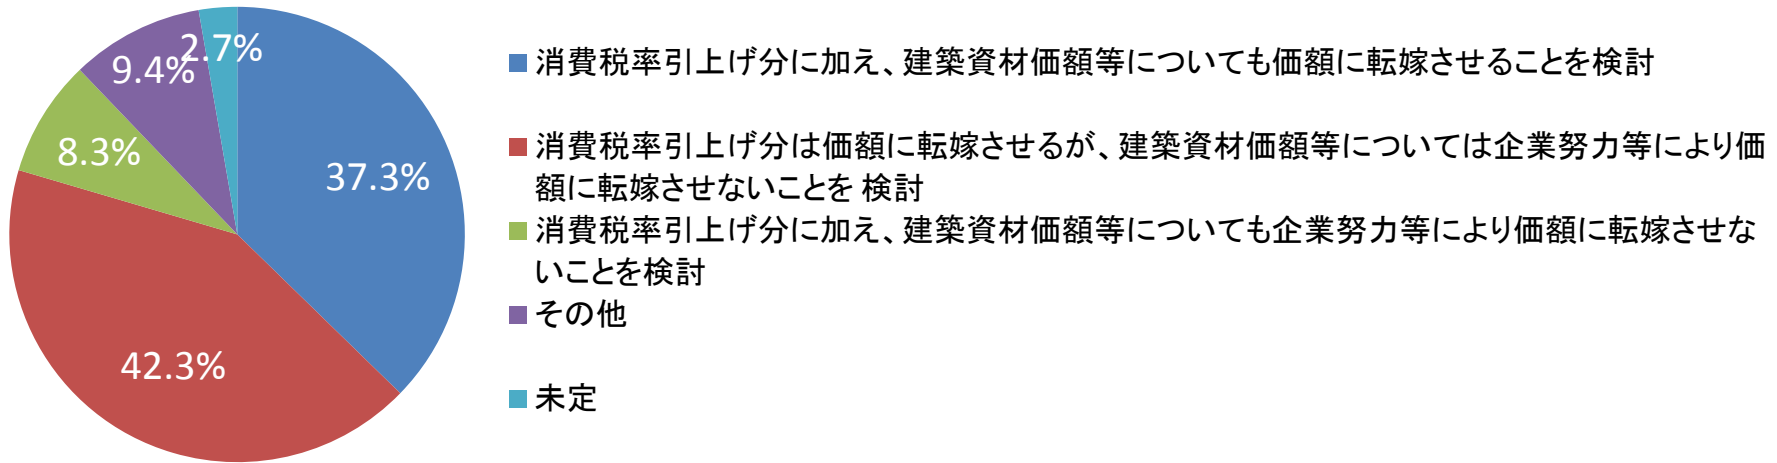 2.7%
9.4%
8.3%
37.3%
42.3%
消費税率引上げ分に加え、建築資材価額等についても価額に転嫁させることを検討
消費税率引上げ分は価額に転嫁させるが、建築資材価額等については企業努力等により価
額に転嫁させないことを 検討
消費税率引上げ分に加え、建築資材価額等についても企業努力等により価額に転嫁させな
いことを検討
その他
未定